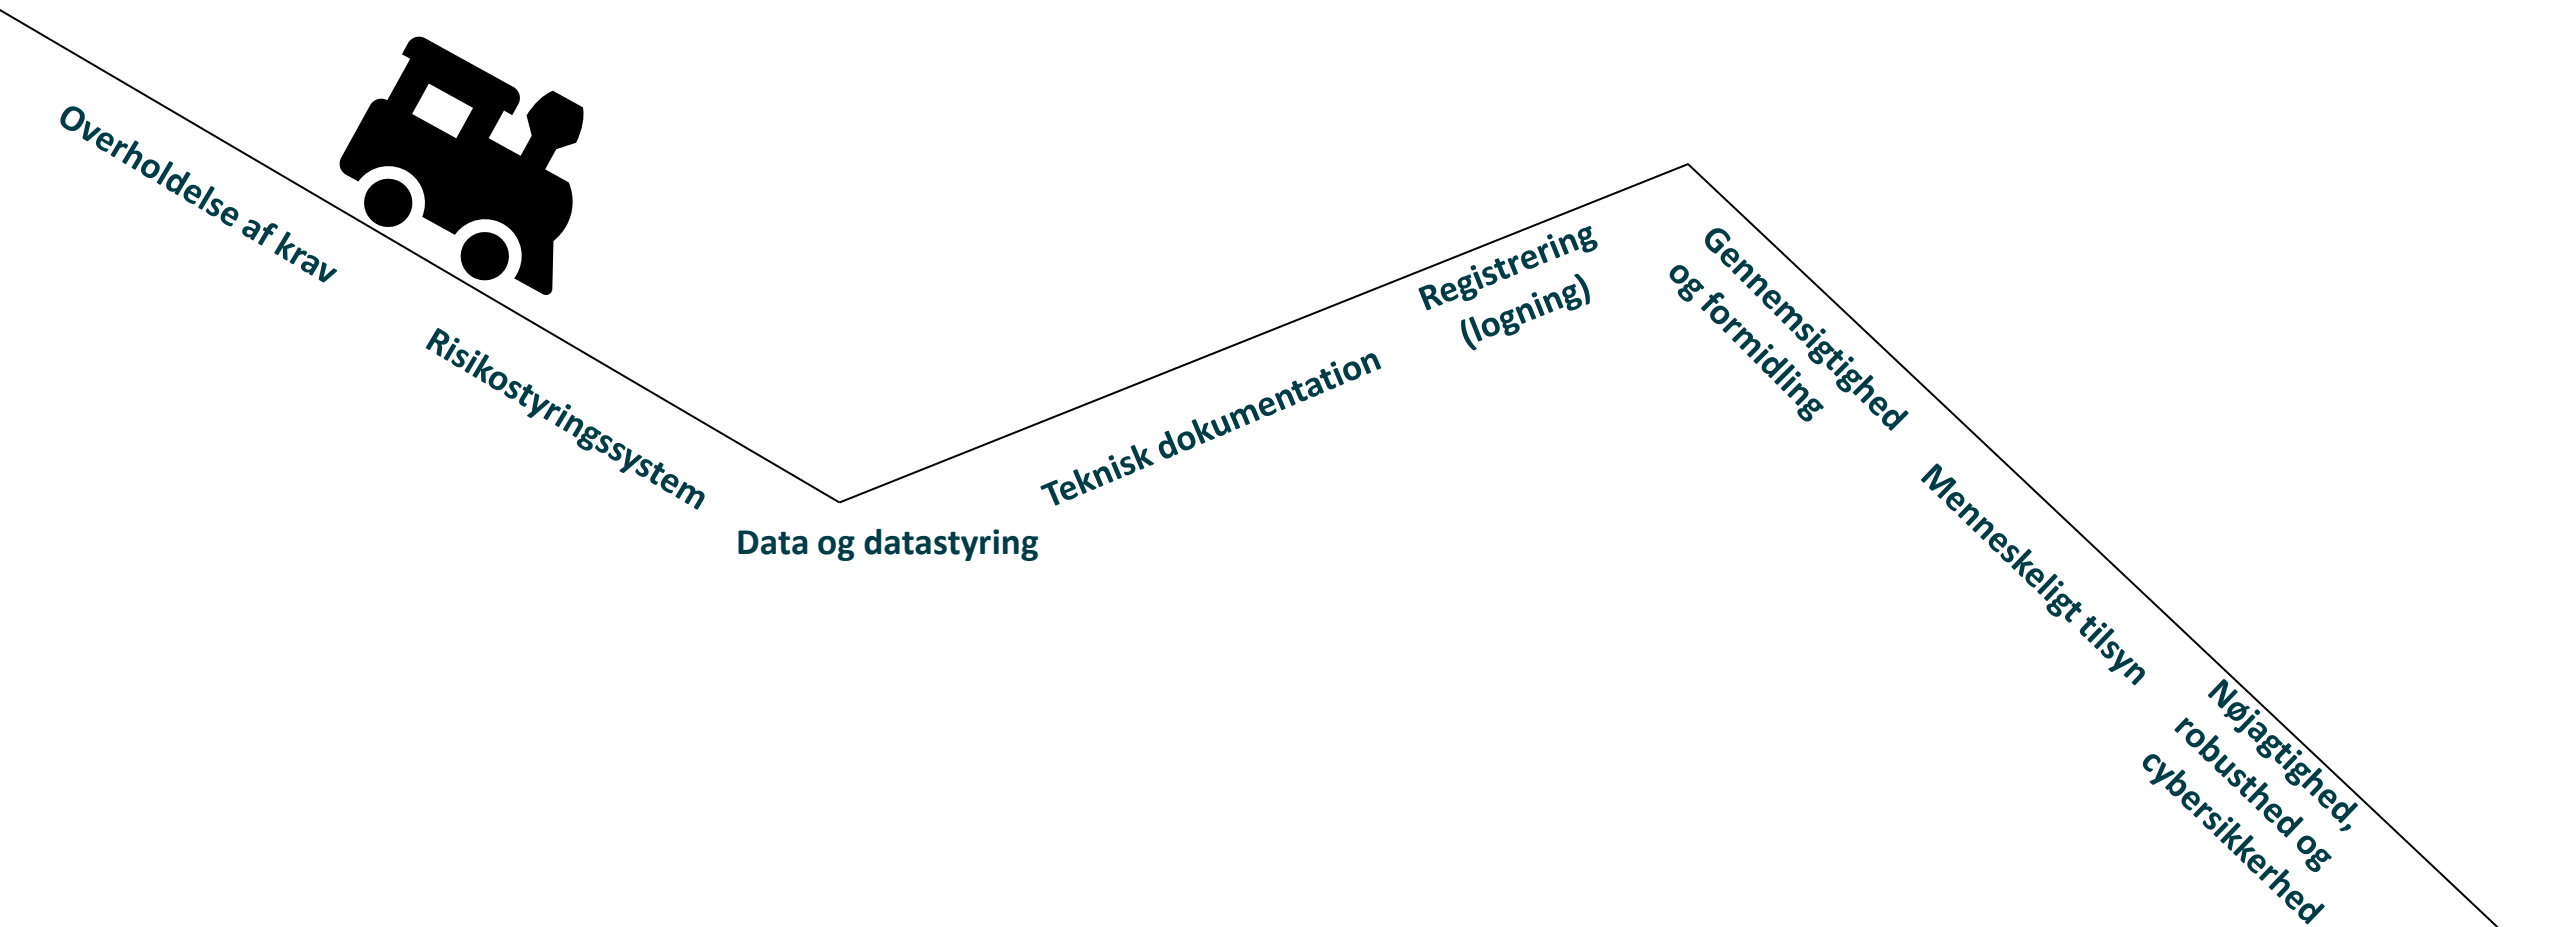 Overholdelse af krav
Risikostyringssystem
Data og datastyring
Teknisk dokumentation
Registrering
(logning)
Gennemsigtighed
og formidling
Menneskeligt tilsyn
Nøjagtighed,
robusthed og
cybersikkerhed